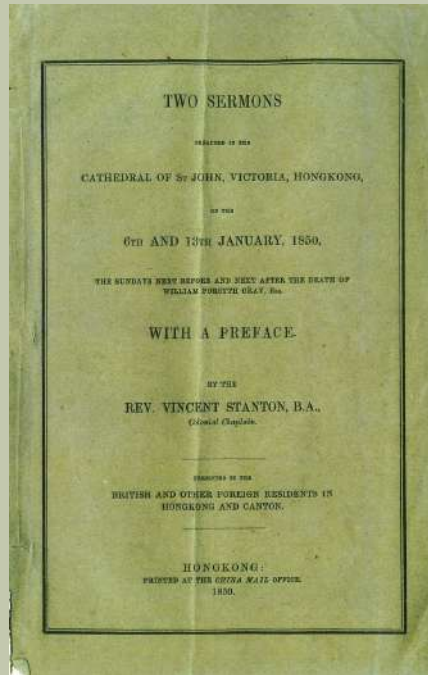 TWO SERMONS
PREACHED IN THE
CATHEDRAL OF ST JOHN, VICTORIA, HONGKONG,
ON THE
6TH AND 13TH JANUARY, 1850,
THE SUNDAYS NEXT BEFORE AND NEXT AFTER THE DEATH OF
WILLIAM FORSYTH GRAY, ESQ.
WITH A PREFACE.
BY THE
REV. VINCENT STANTON, B.A.,
Colonial Chaplain.
BRITISH AND OTHER FOREIGN RESIDENTS IN
HONGKONG AND CANTON.
HONGKONG:
PRINTED AT THE CHINA MAIL OFFICE.
1850.